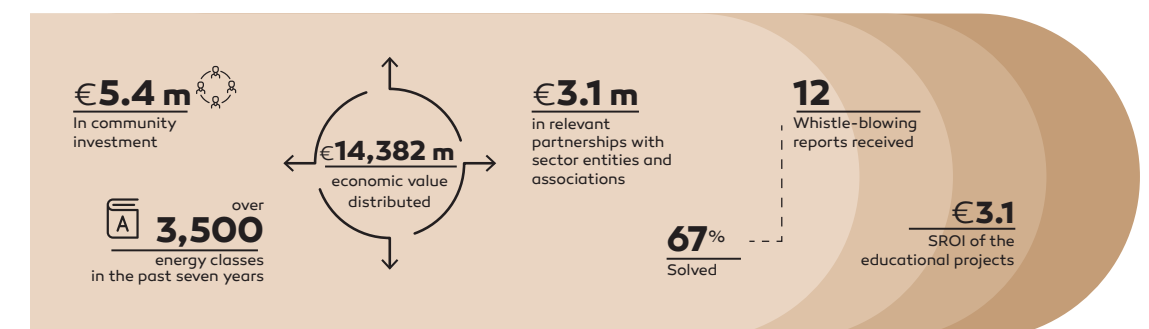 €5.4 m
In community
investment
over
3,500
energy classes
in the past seven years
A
€14,382 m
economic value
distributed
€3.1 m
in relevant
partnerships with
sector entities and
associations
12
Whistle-blowing
reports received
67%
Solved
€3.1
SROI of the
educational projects